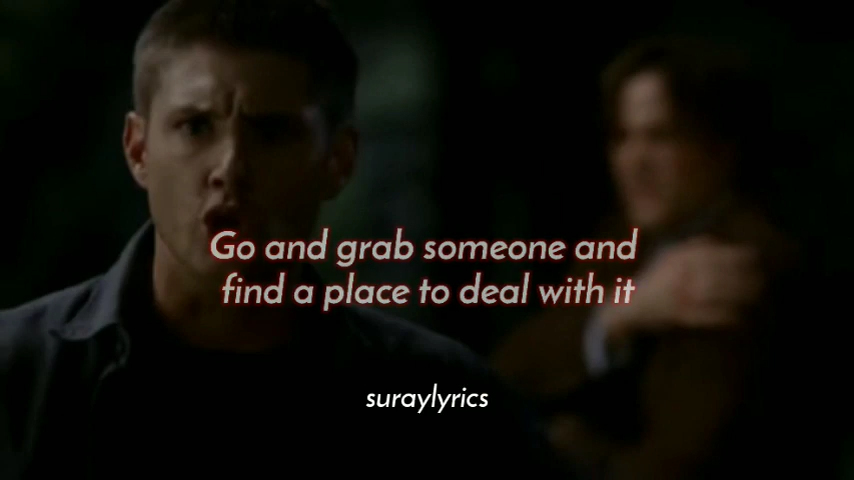 Go and grab someone and
find a place to deal with it
suraylyrics